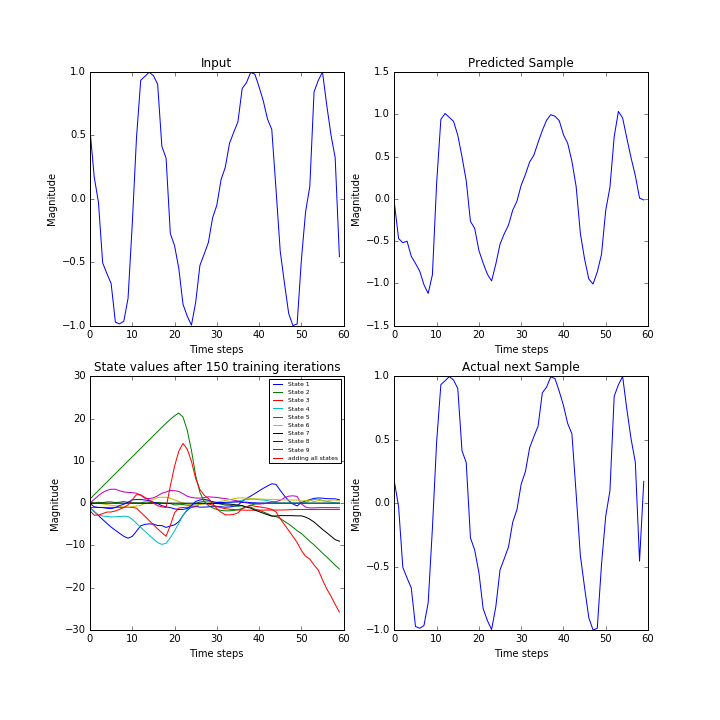 Input
Magnitude
1.0
0.5
0.0
−0.5
−1.0
0 10 20 30 40 50 60
Time steps
Predicted Sample
Magnitude
1.5
1.0
0.5
0.0
−0.5
−1.0
−1.5
0 10 20 30 40 50 60
Time steps
State values after 150 training iterations
Magnitude
30
20
10
0
−10
−20
−30
0 10 20 30 40 50 60
Time steps
State 1
State 2
State 3
State 4
State 5
State 6
State 7
State 8
State 9
adding all states
Actual next Sample
Magnitude
1.0
0.5
0.0
−0.5
−1.0
0 10 20 30 40 50 60
Time steps